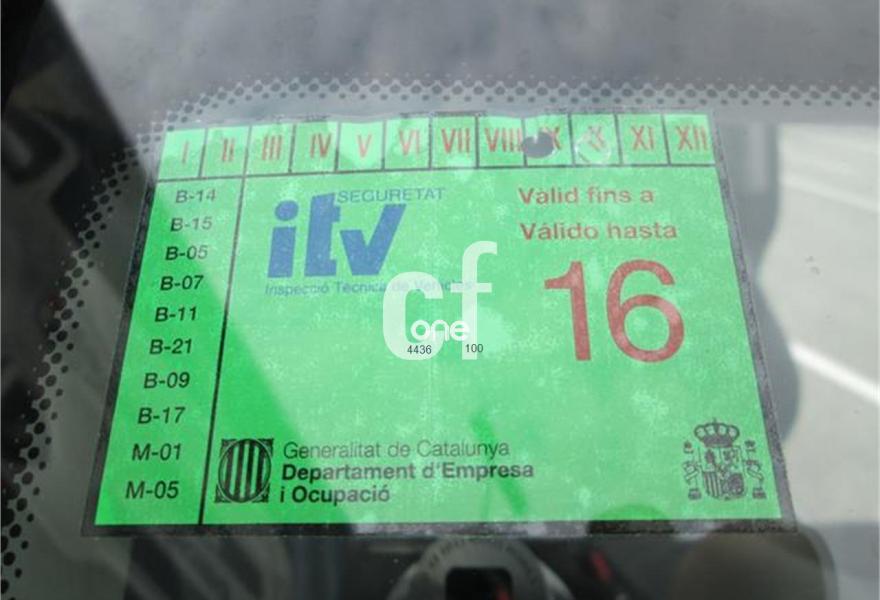 I II III IV V VI VII VIII IX X XI XII
B-14
B-15
B-05
B-07
B-11
B-21
B-09
B-17
M-01
M-05
SEGURETAT
itv
Inspecció Tècnica de Vehicles
Vàlid fins a
Válido hasta
16
cf
one
4436 100
Generalitat de Catalunya
Departament d'Empresa
i Ocupació